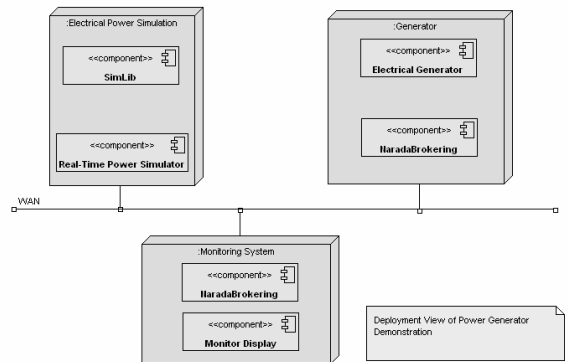 :Electrical Power Simulation
<<component>>
SimLib
<<component>>
Real-Time Power Simulator
:Generator
<<component>>
Electrical Generator
<<component>>
NaradaBrokering
WAN
:Monitoring System
<<component>>
NaradaBrokering
<<component>>
Monitor Display
Deployment View of Power Generator
Demonstration